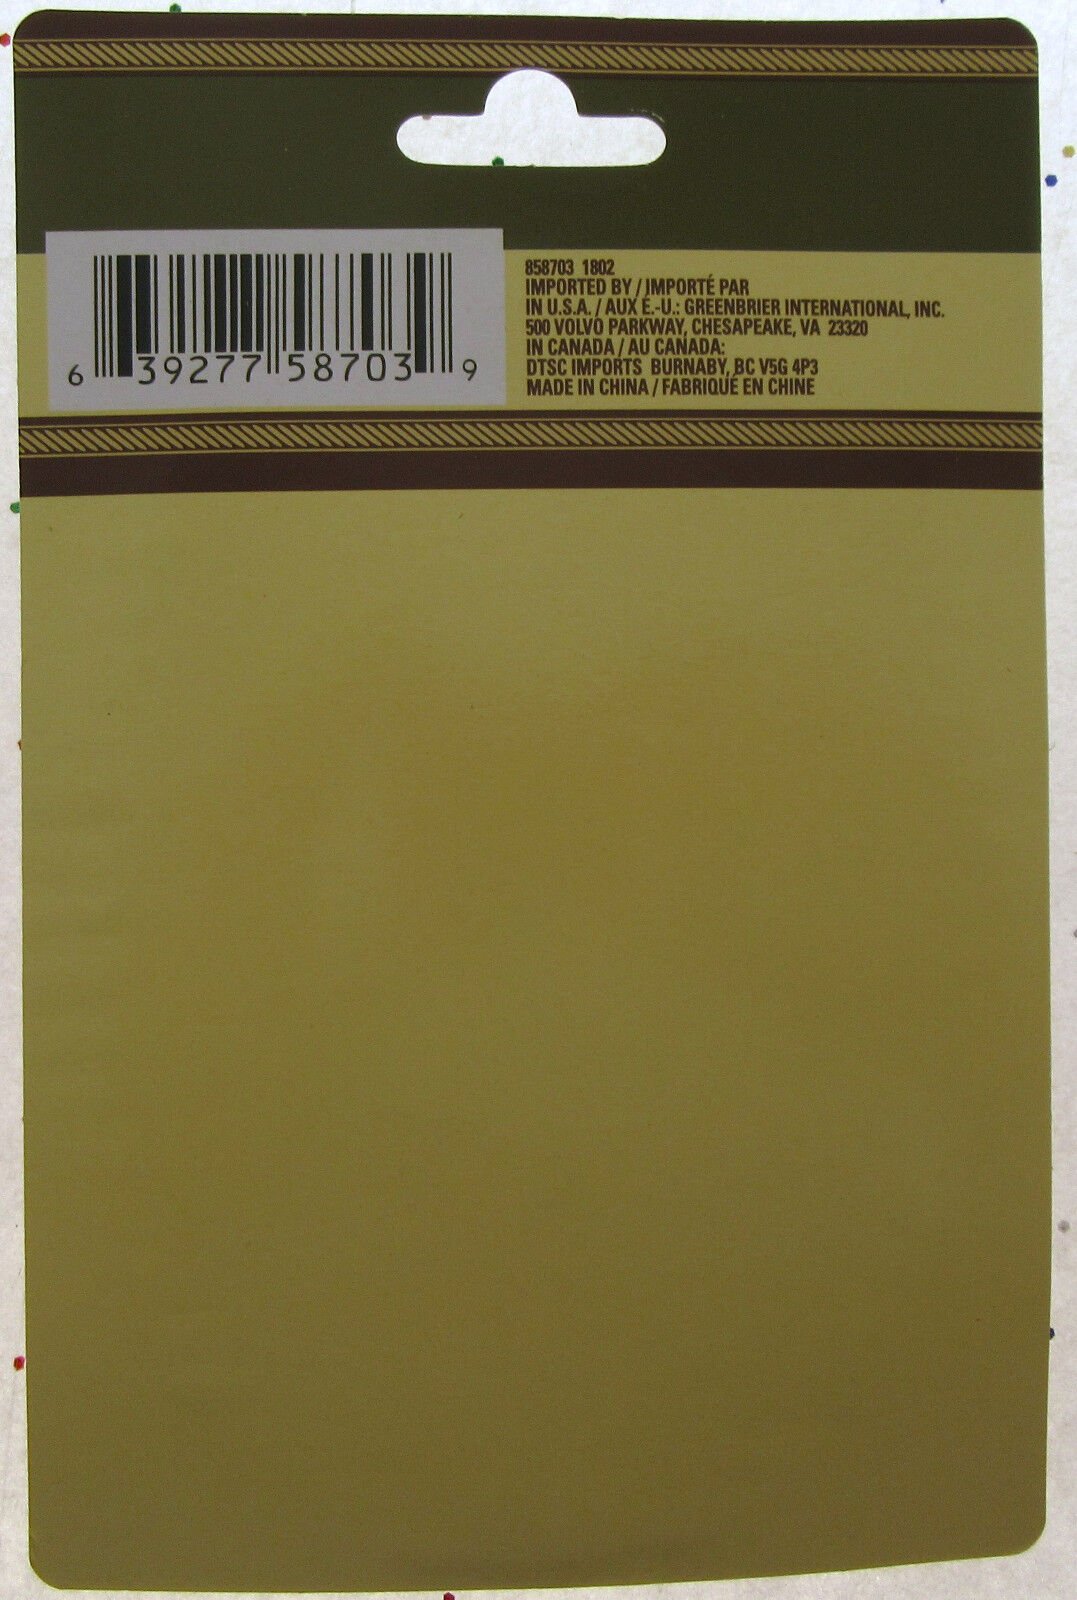 858703 1802
IMPORTED BY / IMPORTÉ PAR
IN U.S.A. / AUX É.-U.: GREENBRIER INTERNATIONAL, INC.
500 VOLVO PARKWAY, CHESAPEAKE, VA 23320
IN CANADA / AU CANADA:
DTSC IMPORTS BURNABY, BC V5G 4P3
MADE IN CHINA / FABRIQUÉ EN CHINE
6 39277 58703 9